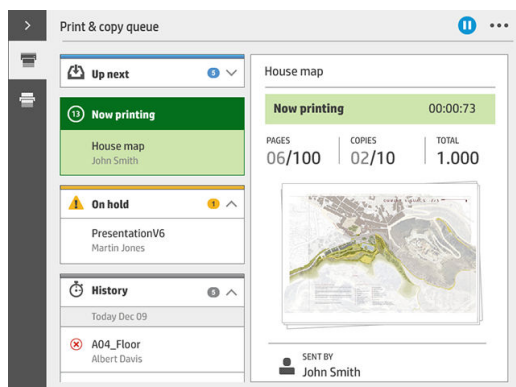 Print & copy queue
Up next 5
13 Now printing
House map
John Smith
On hold 1
PresentationV6
Martin Jones
History 5
Today Dec 09
A04_Floor
Albert Davis
House map
Now printing 00:00:73
PAGES COPIES TOTAL
06/100 02/10 1.000
SENT BY
John Smith